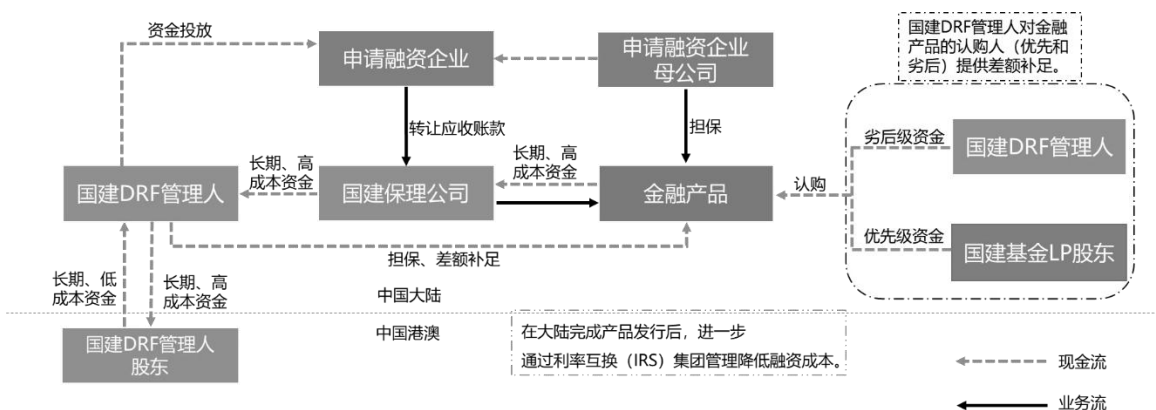 资金投放
申请融资企业
申请融资企业
母公司
国建DRF管理人对金融
产品的认购人（优先和
劣后）提供差额补足。
转让应收账款
担保
长期、高
成本资金
长期、高
成本资金
劣后级资金
国建DRF管理人
国建DRF管理人
国建保理公司
金融产品
认购
优先级资金
国建基金LP股东
担保、差额补足
长期、低
成本资金
长期、高
成本资金
中国大陆
中国港澳
国建DRF管理人
股东
在大陆完成产品发行后，进一步
通过利率互换（IRS）集团管理降低融资成本。
现金流
业务流